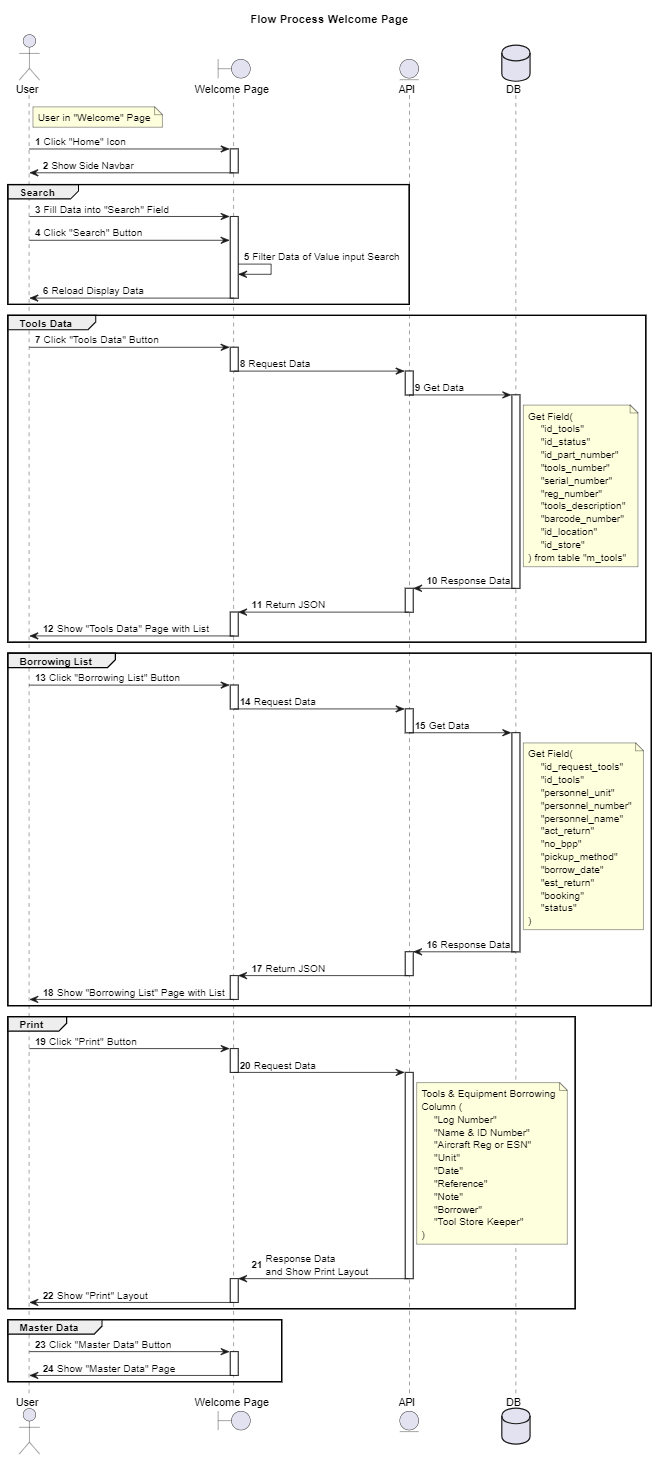 Flow Process Welcome Page
User
Welcome Page
API
DB
User in "Welcome" Page
1 Click "Home" Icon
2 Show Side Navbar
Search
3 Fill Data into "Search" Field
4 Click "Search" Button
5 Filter Data of Value input Search
6 Reload Display Data
Tools Data
7 Click "Tools Data" Button
8 Request Data
9 Get Data
Get Field(
"id_tools"
"id_status"
"id_part_number"
"tools_number"
"serial_number"
"reg_number"
"tools_description"
"barcode_number"
"id_location"
"id_store"
) from table "m_tools"
10 Response Data
11 Return JSON
12 Show "Tools Data" Page with List
Borrowing List
13 Click "Borrowing List" Button
14 Request Data
15 Get Data
Get Field(
"id_request_tools"
"id_tools"
"personnel_unit"
"personnel_number"
"personnel_name"
"act_return"
"no_bpp"
"pickup_method"
"borrow_date"
"est_return"
"booking"
"status"
)
16 Response Data
17 Return JSON
18 Show "Borrowing List" Page with List
Print
19 Click "Print" Button
20 Request Data
Tools & Equipment Borrowing
Column (
"Log Number"
"Name & ID Number"
"Aircraft Reg or ESN"
"Unit"
"Date"
"Reference"
"Note"
"Borrower"
"Tool Store Keeper"
)
21 Response Data
and Show Print Layout
22 Show "Print" Layout
Master Data
23 Click "Master Data" Button
24 Show "Master Data" Page
User
Welcome Page
API
DB